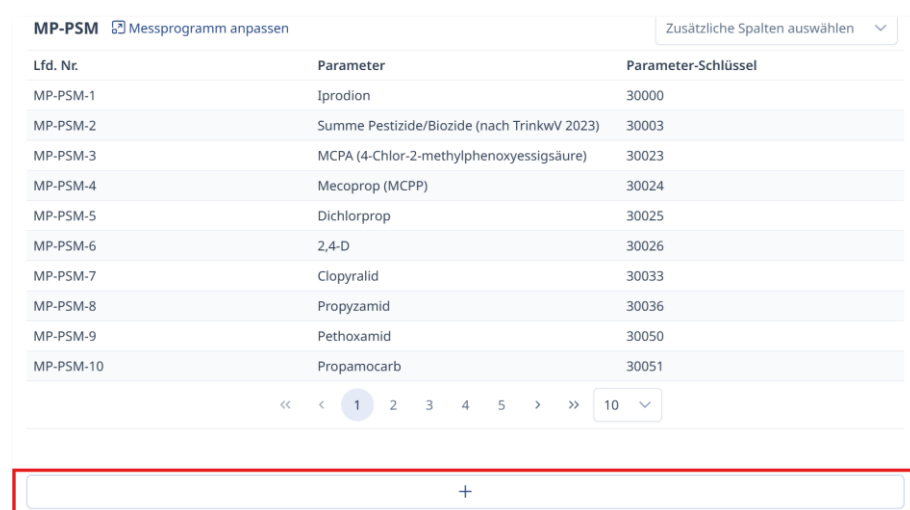 MP-PSM Messprogramm anpassen Zusätzliche Spalten auswählen
Lfd. Nr. Parameter Parameter-Schlüssel
MP-PSM-1 Iprodion 30000
MP-PSM-2 Summe Pestizide/Biozide (nach TrinkwV 2023) 30003
MP-PSM-3 MCPA (4-Chlor-2-methylphenoxyessigsäure) 30023
MP-PSM-4 Mecoprop (MCPP) 30024
MP-PSM-5 Dichlorprop 30025
MP-PSM-6 2,4-D 30026
MP-PSM-7 Clopyralid 30033
MP-PSM-8 Propyzamid 30036
MP-PSM-9 Pethoxamid 30050
MP-PSM-10 Propamocarb 30051
« ‹ 1 2 3 4 5 › » 10
+